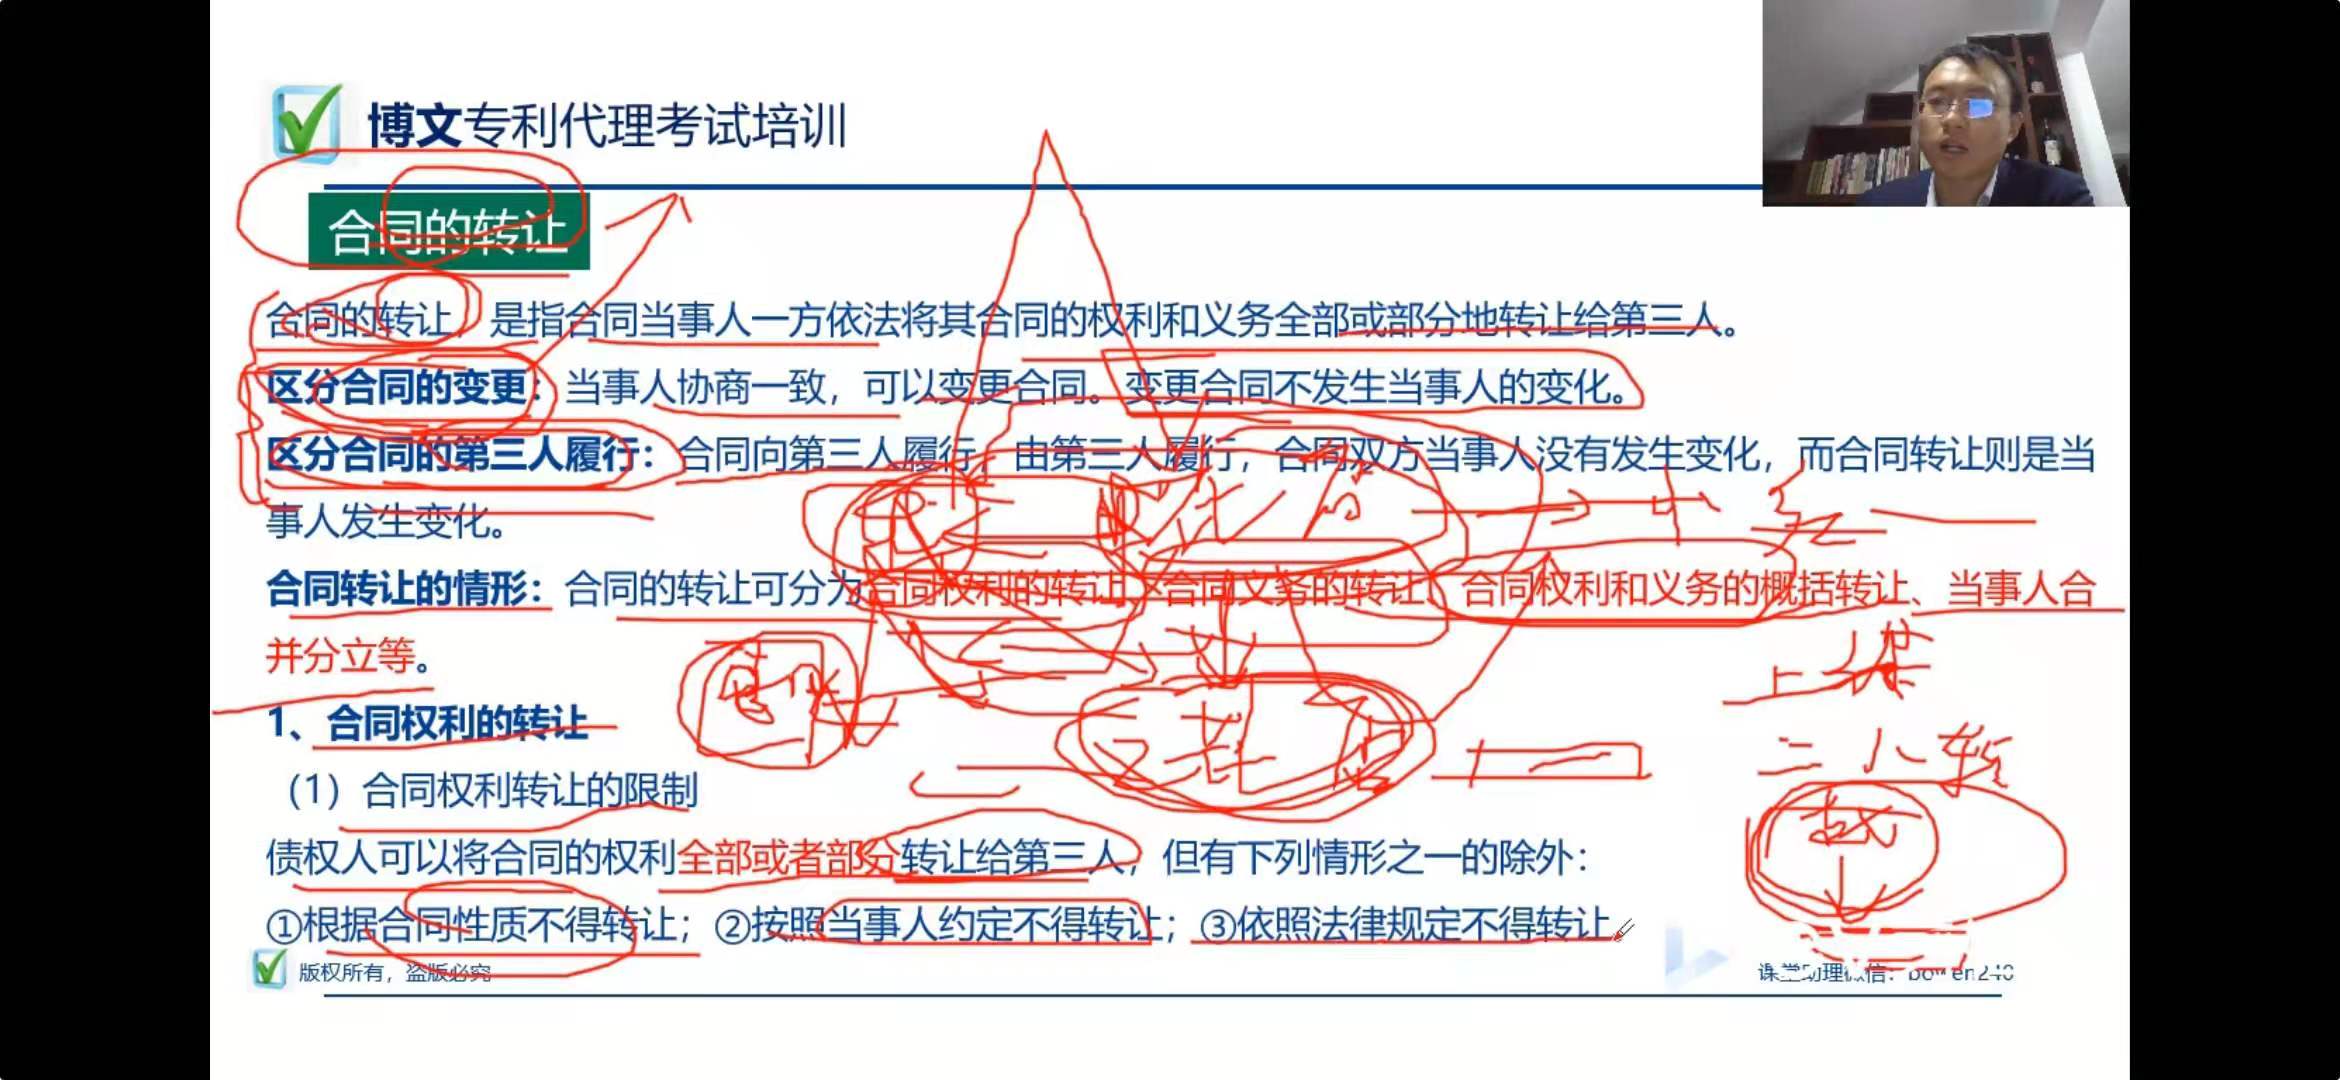 博文专利代理考试培训
合同的转让
合同的转让，是指合同当事人一方依法将其合同的权利和义务全部或部分地转让给第三人。
区分合同的变更：当事人协商一致，可以变更合同。变更合同不发生当事人的变化。
区分合同的第三人履行：合同向第三人履行，由第三人履行，合同双方当事人没有发生变化，而合同转让则是当
事人发生变化。
合同转让的情形：合同的转让可分为合同权利的转让、合同义务的转让、合同权利和义务的概括转让、当事人合
并分立等。
1、合同权利的转让
（1）合同权利转让的限制
债权人可以将合同的权利全部或者部分转让给第三人，但有下列情形之一的除外：
①根据合同性质不得转让；②按照当事人约定不得转让；③依照法律规定不得转让。
版权所有，盗版必究
课堂助理微信：bowen240